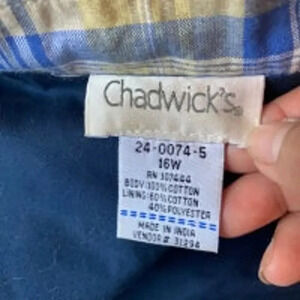 Chadwick's®
24-0074-5
16W
RN 107464
BODY:100%COTTON
LINING:60%COTTON
40%POLYESTER
MADE IN INDIA
VENDOR# 31294